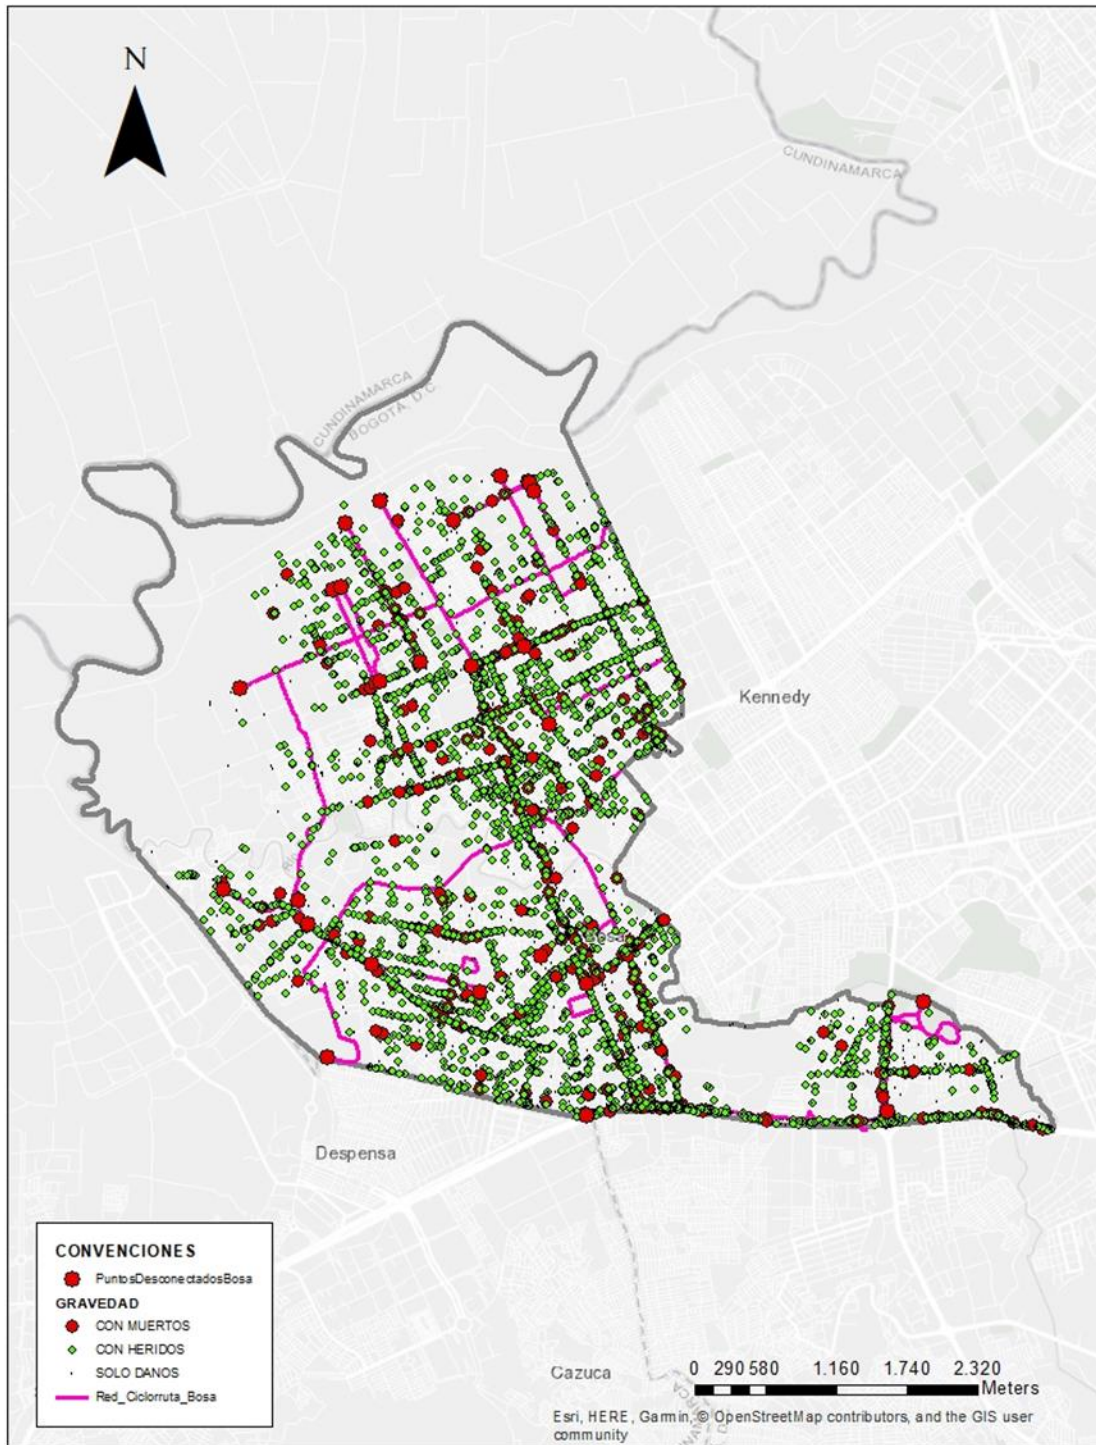 N
CUNDINAMARCA
CUNDINAMARCA
BOGOTA, D.C
Kennedy
Bosa
Despensa
CONVENCIONES
PuntosDesconectadosBosa
GRAVEDAD
CON MUERTOS
CON HERIDOS
SOLO DANOS
Red_Ciclorruta_Bosa
Cazuca
0 290 580 1.160 1.740 2.320
Meters
Esri, HERE, Garmin, © OpenStreetMap contributors, and the GIS user
community